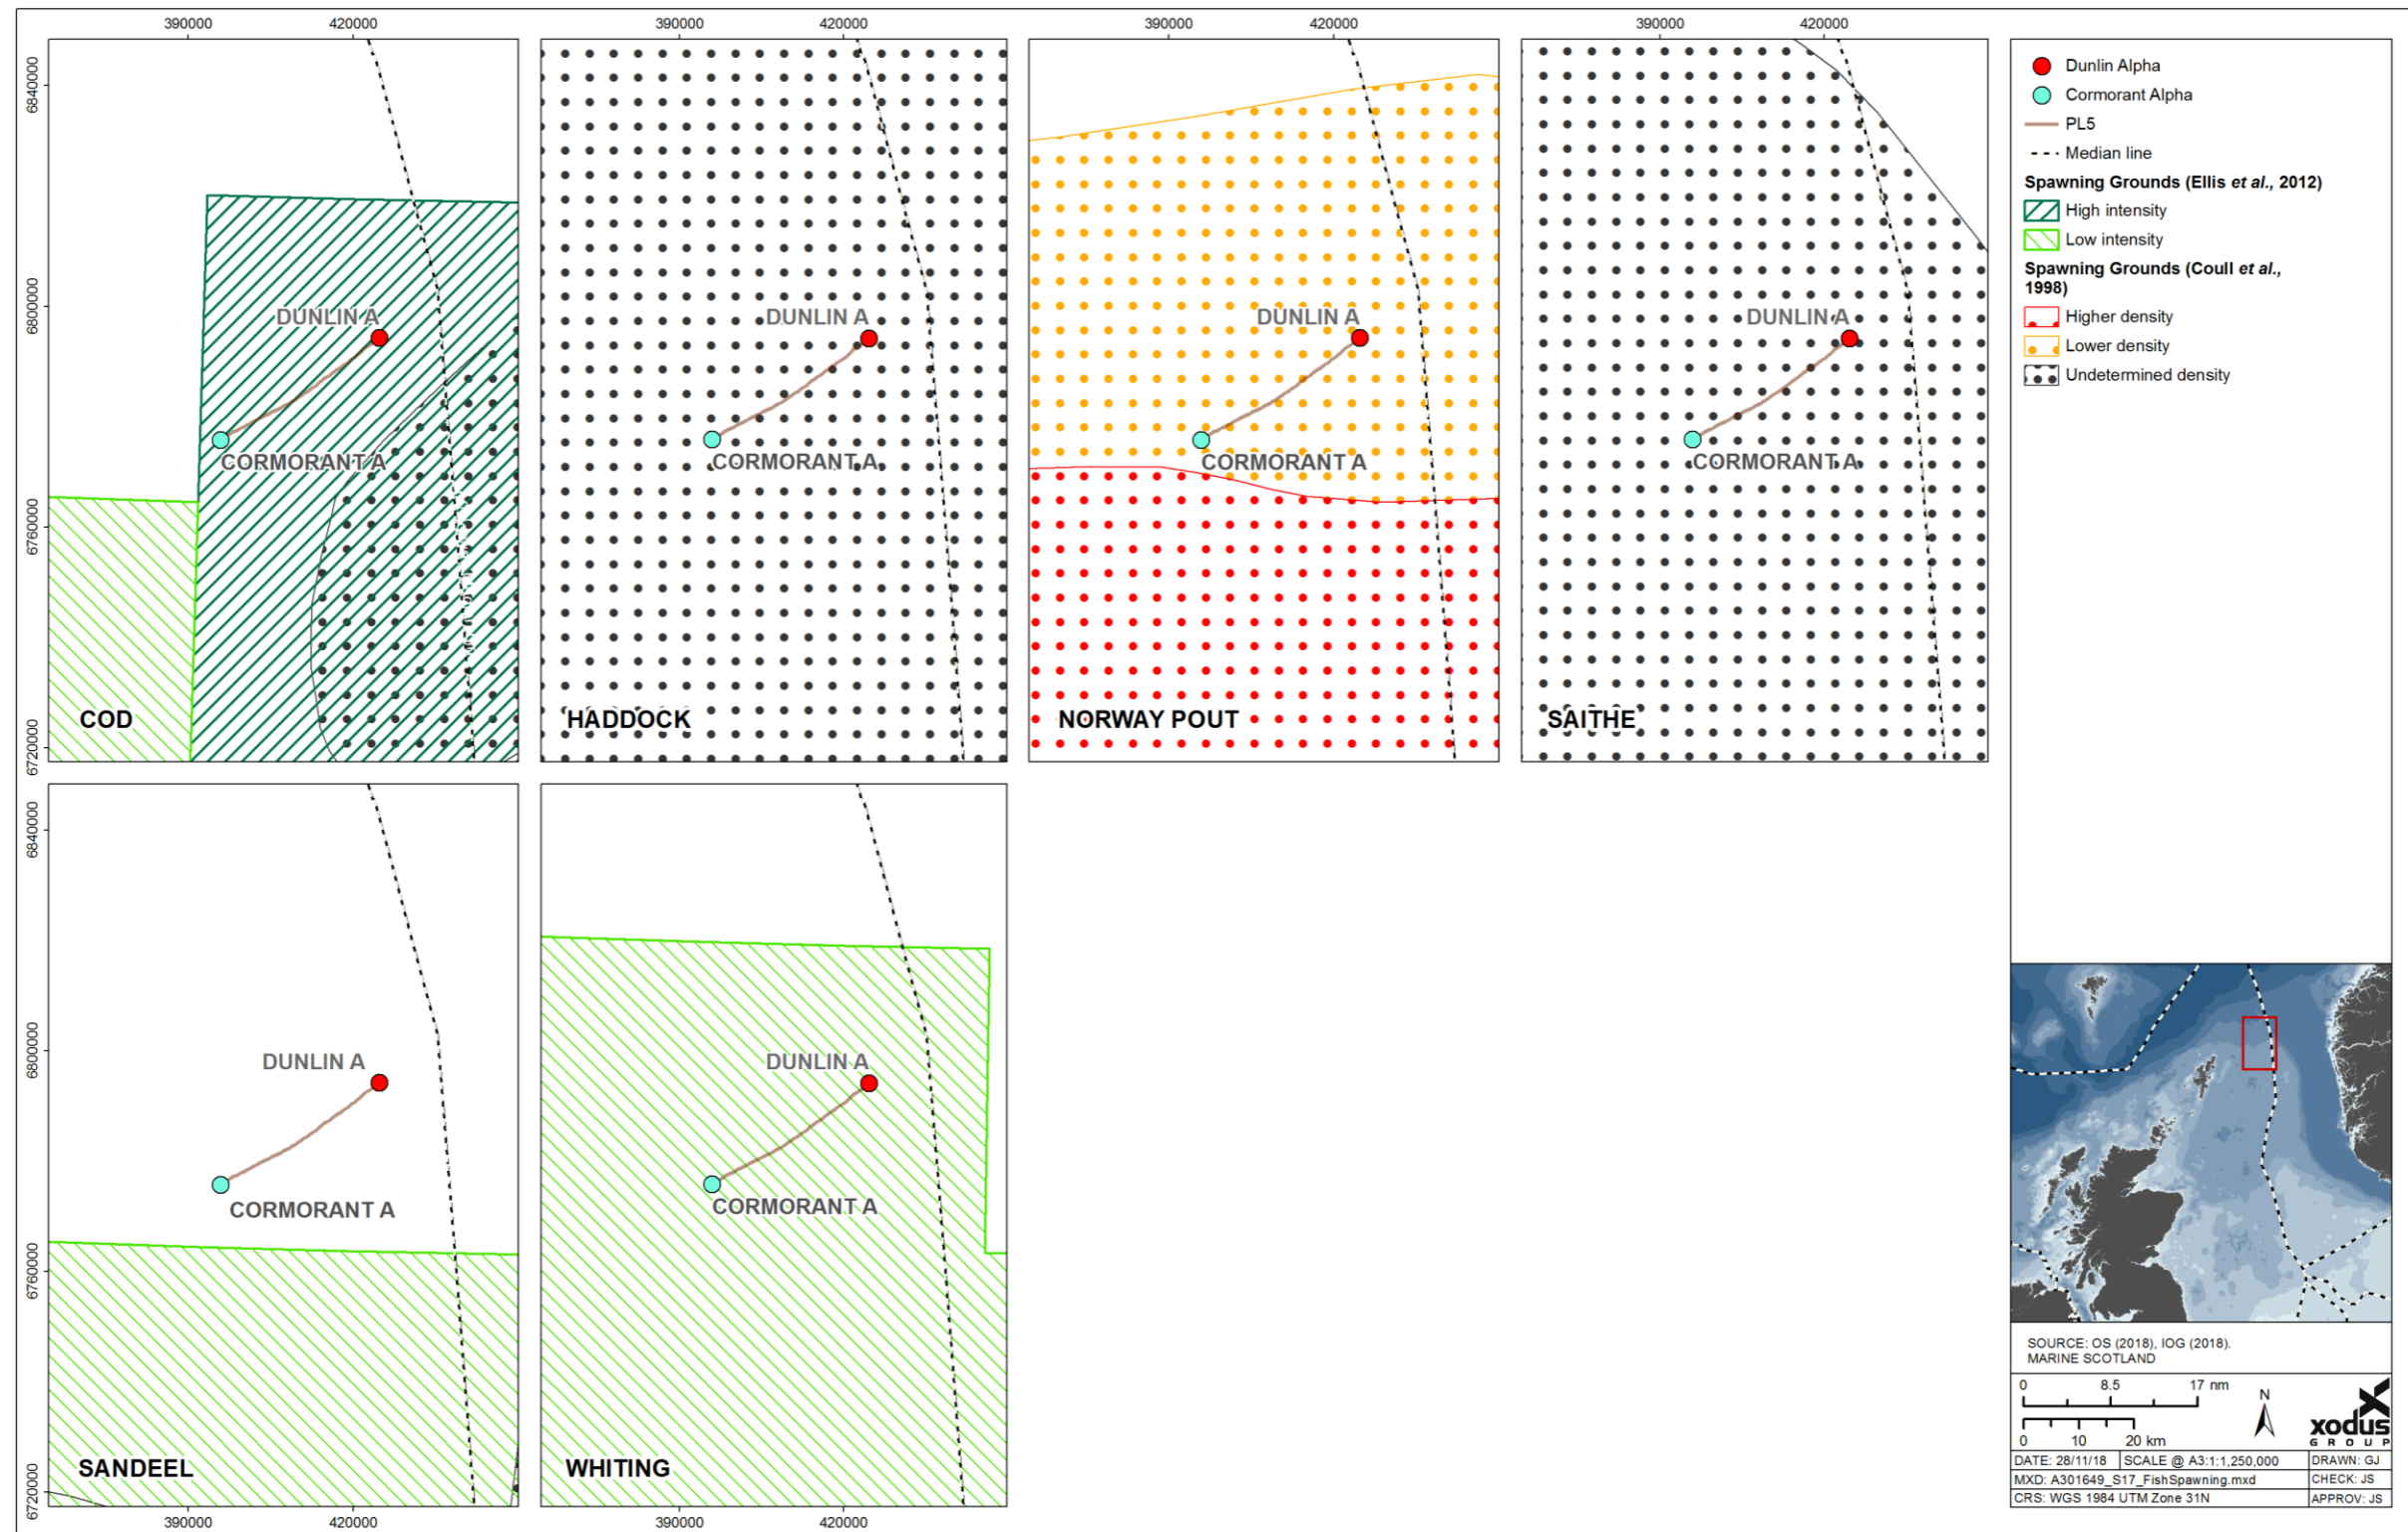 390000 420000 390000 420000 390000 420000 390000 420000
6840000
6800000
6760000
6720000
DUNLIN A
CORMORANT A
COD
DUNLIN A
CORMORANT A
HADDOCK
DUNLIN A
CORMORANT A
NORWAY POUT
DUNLIN A
CORMORANT A
SAITHE
6840000
6800000
6760000
6720000
DUNLIN A
CORMORANT A
SANDEEL
DUNLIN A
CORMORANT A
WHITING
390000 420000 390000 420000
Dunlin Alpha
Cormorant Alpha
PL5
Median line
Spawning Grounds (Ellis et al., 2012)
High intensity
Low intensity
Spawning Grounds (Coull et al.,
1998)
Higher density
Lower density
Undetermined density
SOURCE: OS (2018), IOG (2018).
MARINE SCOTLAND
0 8.5 17 nm
0 10 20 km
N
xodus
GROUP
DATE: 28/11/18 SCALE @ A3:1:1,250,000 DRAWN: GJ
MXD: A301649_S17_FishSpawning.mxd CHECK: JS
CRS: WGS 1984 UTM Zone 31N APPROV: JS